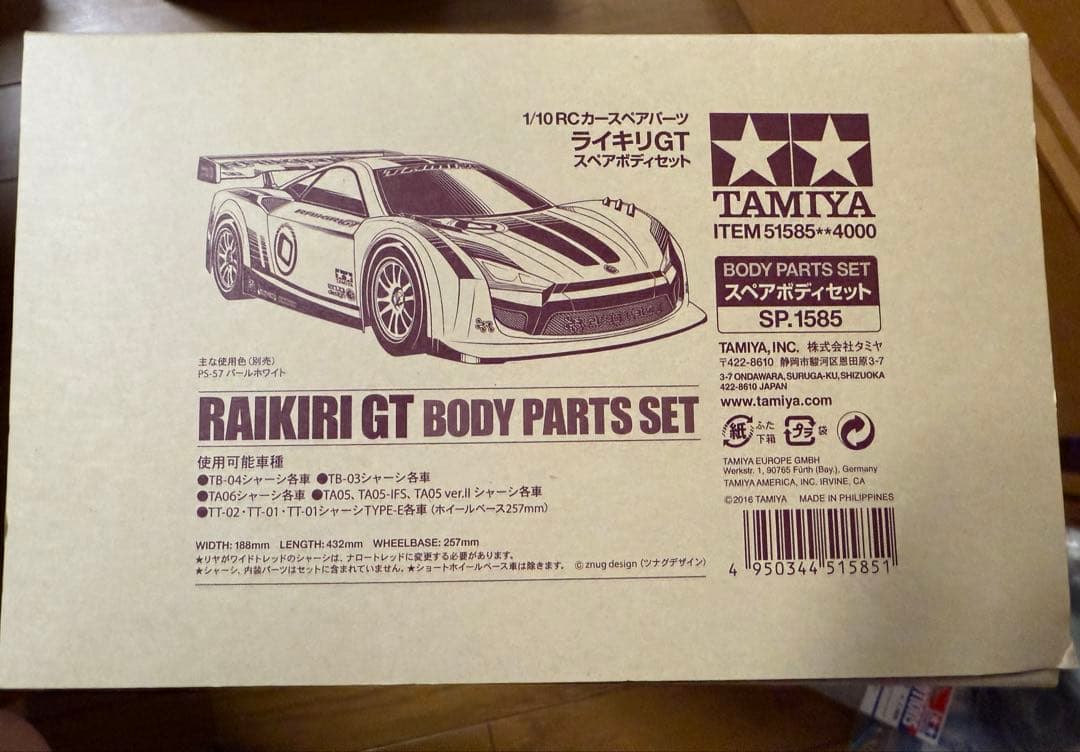 1/10 RCカースペアパーツ
ライキリGT
スペアボディセット
TAMIYA
ITEM 51585**4000
BODY PARTS SET
スペアボディセット
SP.1585
RAIKIRI GT
TAMIYA
主な使用色(別売)
PS-57 パールホワイト
TAMIYA, INC. 株式会社タミヤ
〒422-8610 静岡市駿河区恩田原3-7
3-7 ONDAWARA, SURUGA-KU, SHIZUOKA
422-8610 JAPAN
www.tamiya.com
RAIKIRI GT BODY PARTS SET
紙 ふた
下箱
プラ 袋
使用可能車種
●TB-04シャーシ各車 ●TB-03シャーシ各車
●TA06シャーシ各車 ●TA05、TA05-IFS、TA05 ver.II シャーシ各車
●TT-02・TT-01・TT-01シャーシTYPE-E各車 (ホイールベース257mm)
TAMIYA EUROPE GMBH
Werkstr. 1, 90765 Fürth (Bay.), Germany
TAMIYA AMERICA, INC. IRVINE, CA
©2016 TAMIYA MADE IN PHILIPPINES
WIDTH: 188mm LENGTH: 432mm WHEELBASE: 257mm
★リヤがワイドトレッドのシャーシは、ナロートレッドに変更する必要があります。
★シャーシ、内装パーツはセットに含まれていません。★ショートホイールベース車は除きます。 ©znug design (ツナグデザイン)
4 950344 515851